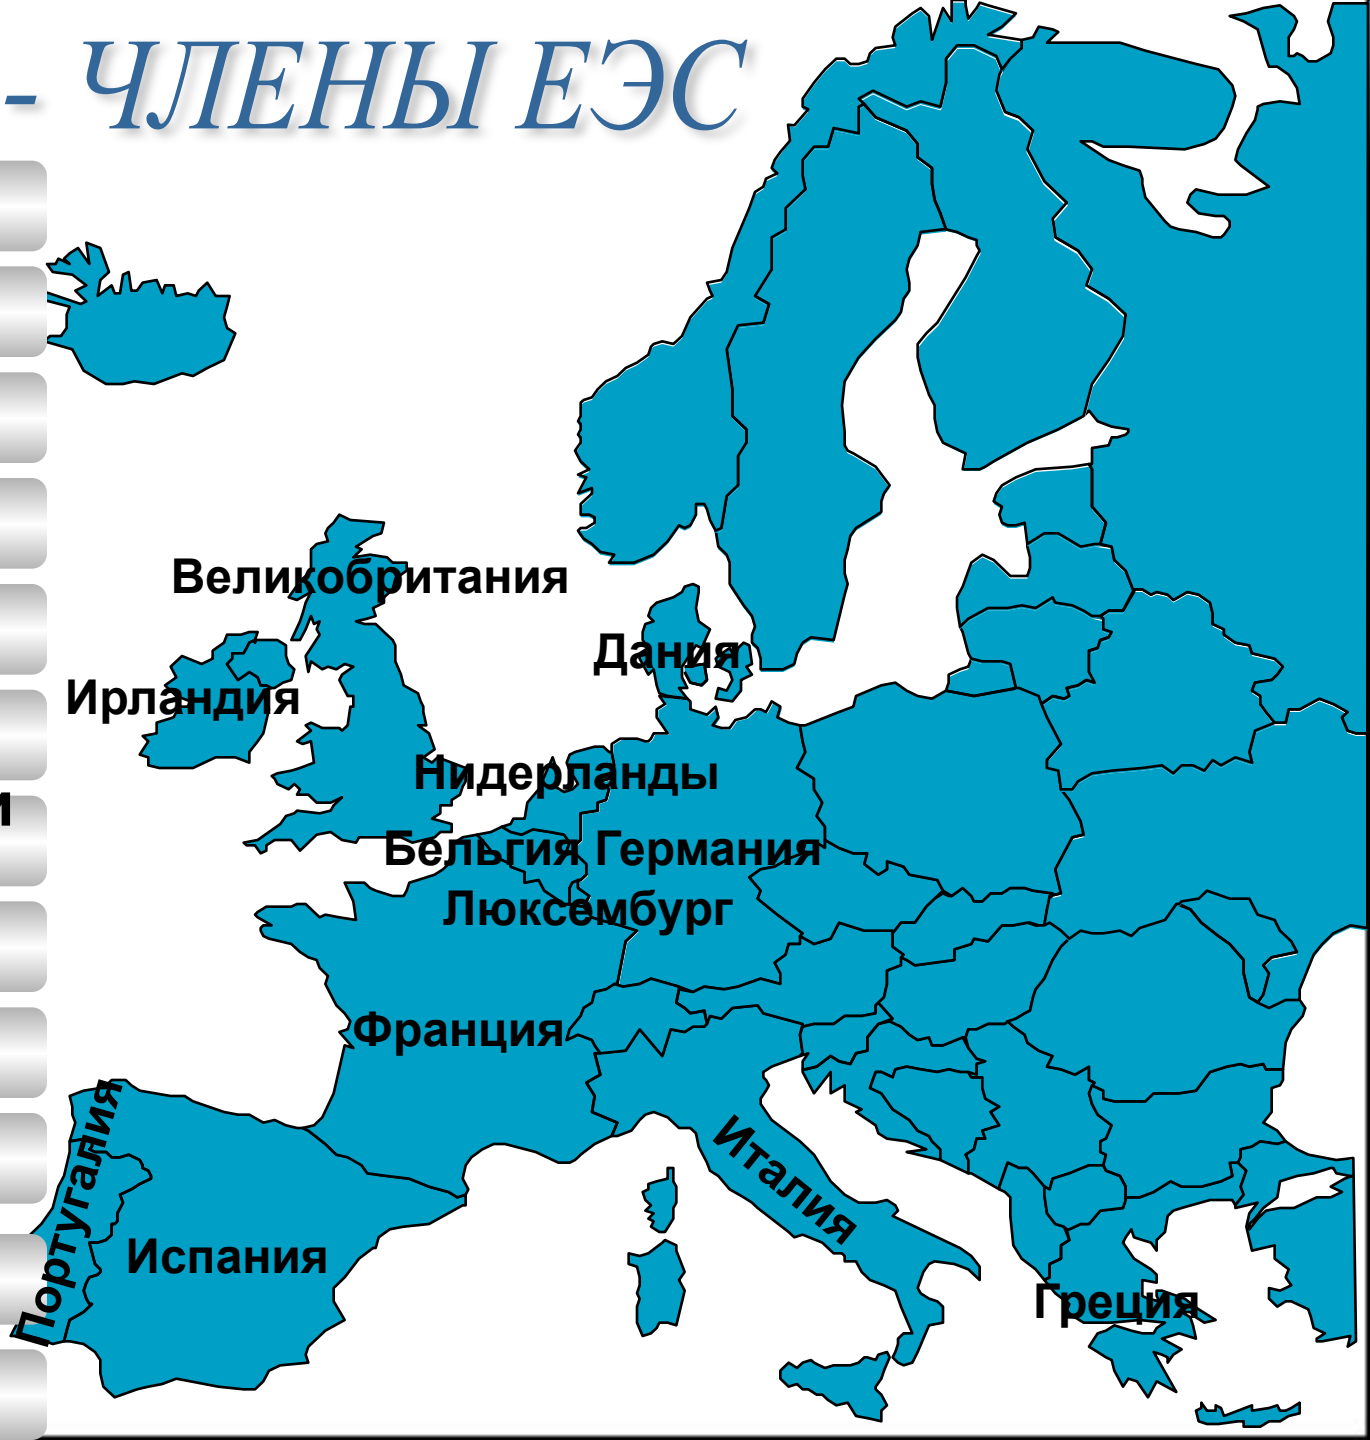 - ЧЛЕНЫ ЕЭС
Великобритания
Дания
Ирландия
Нидерланды
и
Бельгия Германия
Люксембург
Франция
Португалия
Италия
Испания
Греция